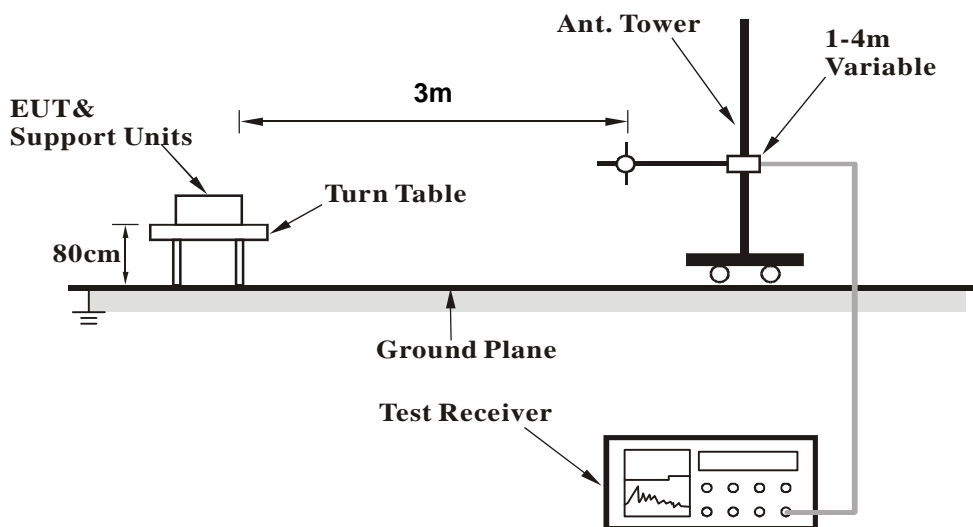 Ant. Tower
1-4m
Variable
3m
EUT&
Support Units
Turn Table
80cm
Ground Plane
Test Receiver